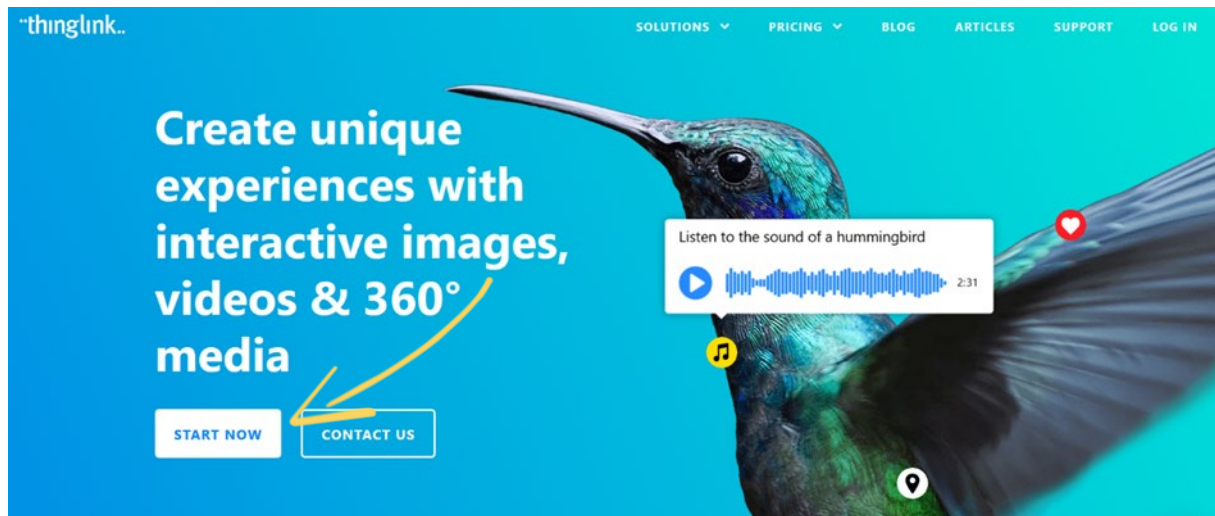 ¨thınglınk..
SOLUTIONS
PRICING
BLOG
ARTICLES
SUPPORT
LOG IN
Create unique
experiences with
interactive images,
videos & 360°
media
START NOW
CONTACT US
Listen to the sound of a hummingbird
2:31